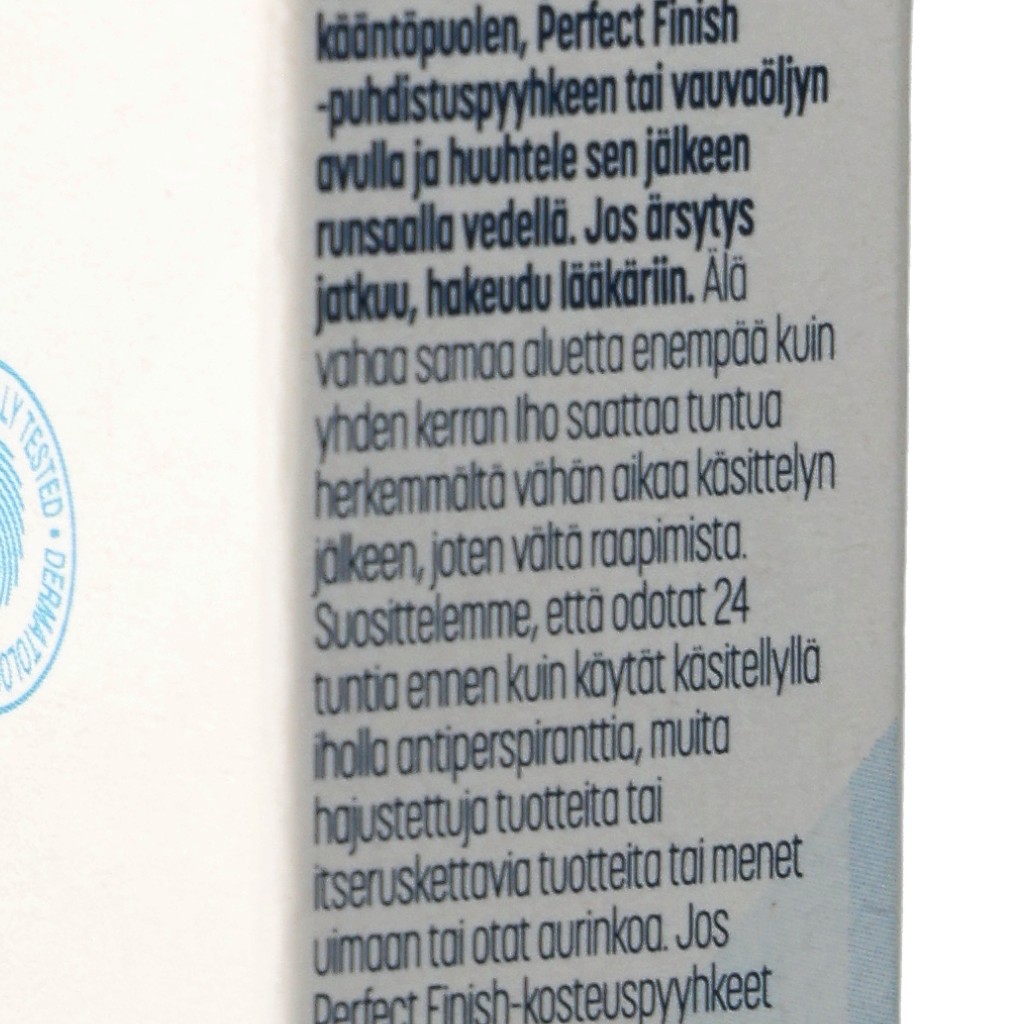 kääntöpuolen, Perfect Finish
-puhdistuspyyhkeen tai vauvaöljyn
avulla ja huuhtele sen jälkeen
runsaalla vedellä. Jos ärsytys
jatkuu, hakeudu lääkäriin. Älä
vahaa samaa aluetta enempää kuin
yhden kerran Iho saattaa tuntua
herkemmältä vähän aikaa käsittelyn
jälkeen, joten vältä raapimista.
Suosittelemme, että odotat 24
tuntia ennen kuin käytät käsitellyllä
iholla antiperspiranttia, muita
hajustettuja tuotteita tai
itseruskettavia tuotteita tai menet
uimaan tai otat aurinkoa. Jos
Perfect Finish-kosteuspyyhkeet
LY TESTED • DERMATOLO